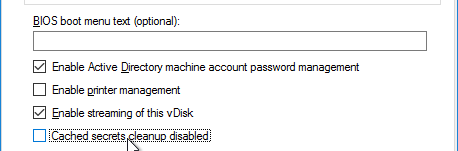 BIOS boot menu text (optional):
Enable Active Directory machine account password management
Enable printer management
Enable streaming of this vDisk
Cached secrets cleanup disabled